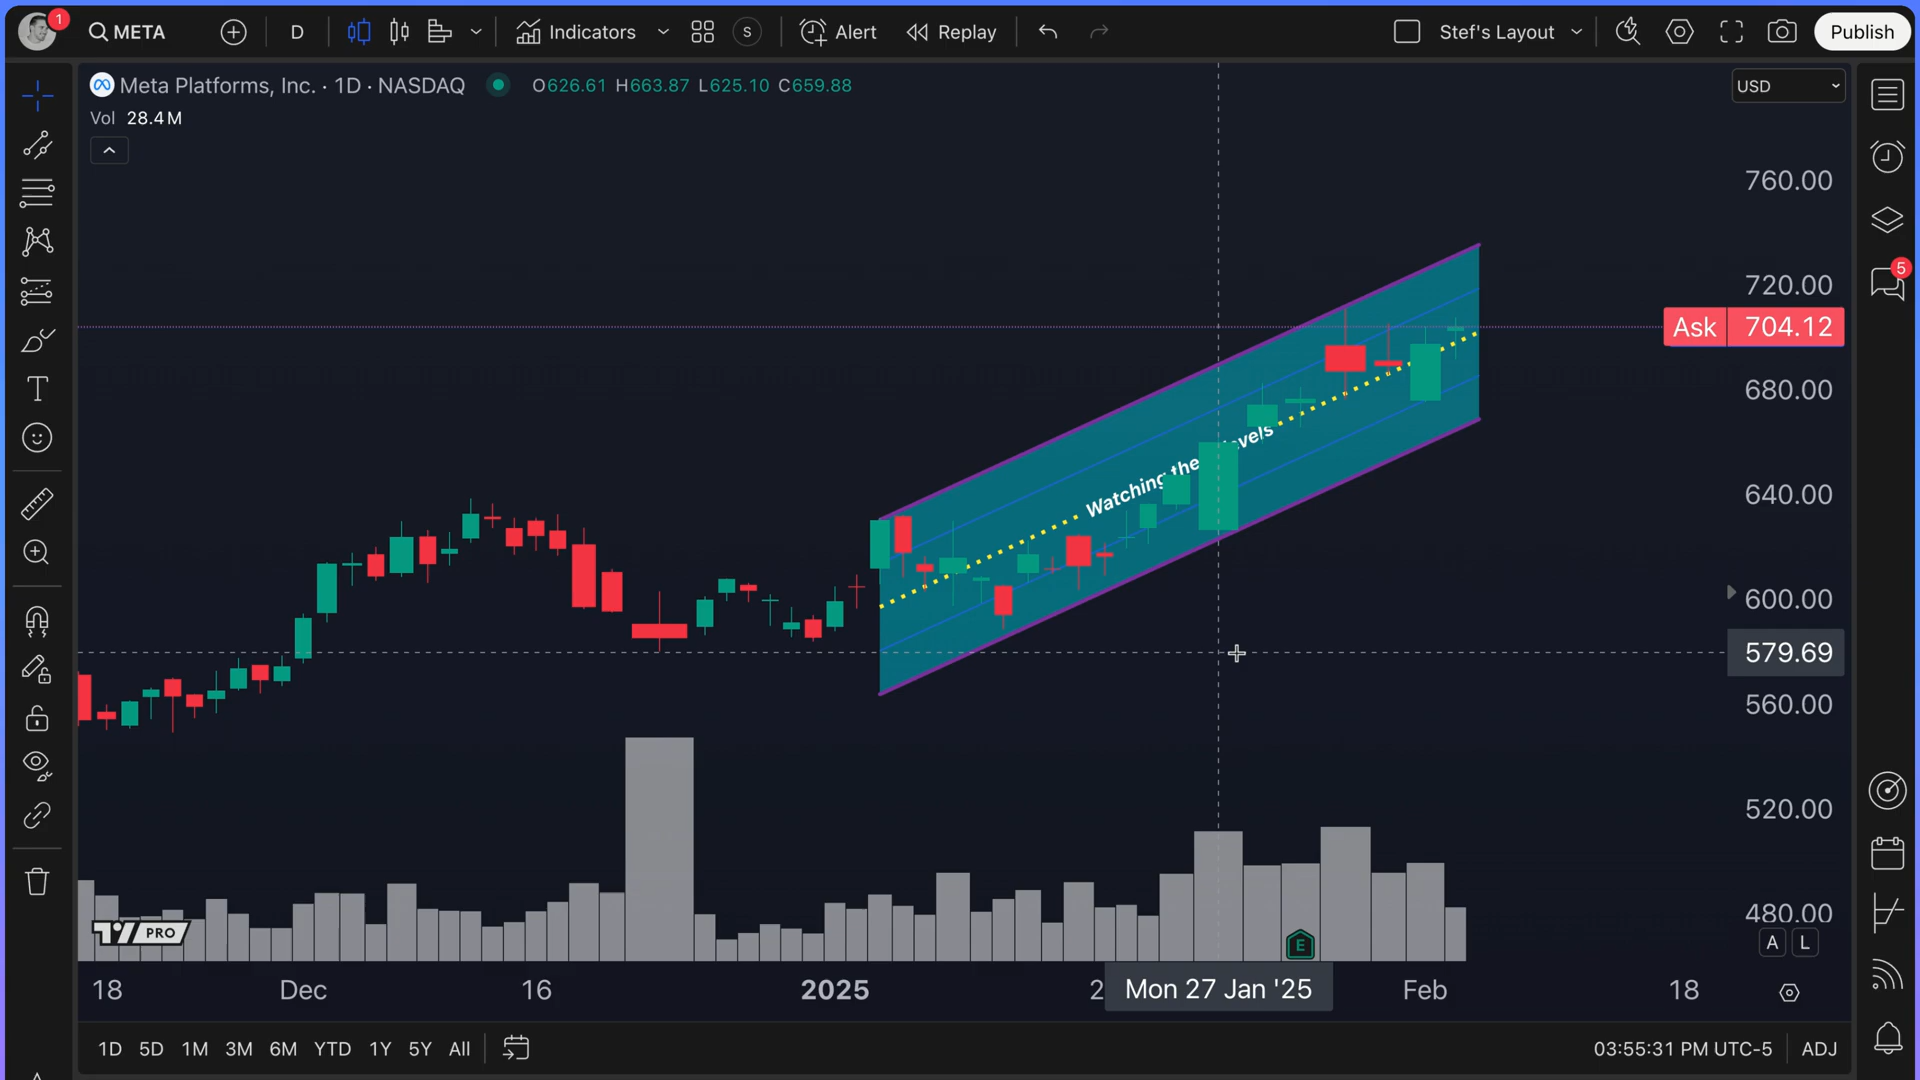 1
META
D
Indicators
S
Alert
Replay
Stef's Layout
Publish
Meta Platforms, Inc. · 1D · NASDAQ
O626.61 H663.87 L625.10 C659.88
USD
Vol 28.4M
760.00
5
720.00
Ask 704.12
680.00
Watching the
evels
640.00
600.00
579.69
560.00
520.00
480.00
PRO
E
A L
18 Dec 16 2025 2 Mon 27 Jan '25 Feb 18
1D 5D 1M 3M 6M YTD 1Y 5Y All
03:55:31 PM UTC-5 ADJ